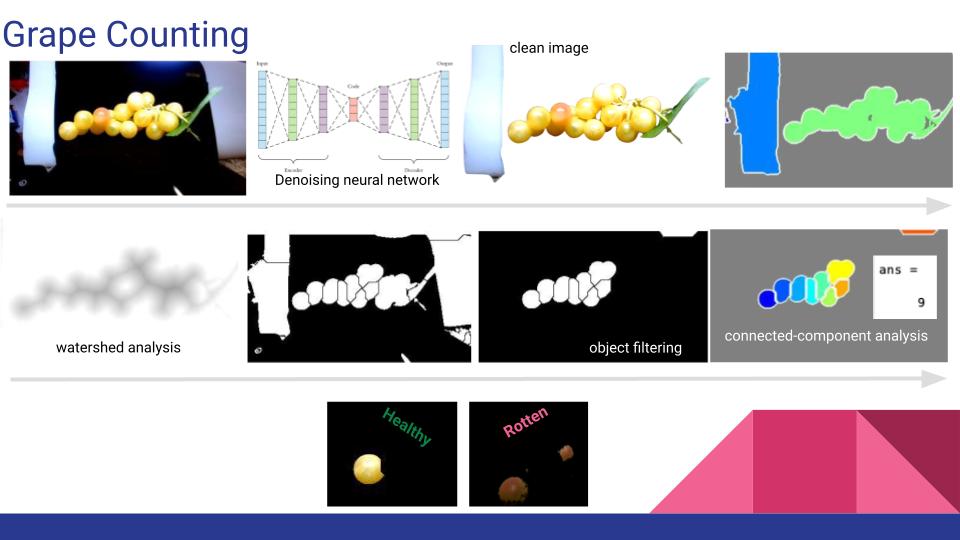 Grape Counting
clean image
Input
Output
Code
Encoder
Decoder
Denoising neural network
watershed analysis
object filtering
ans =
9
connected-component analysis
Healthy
Rotten